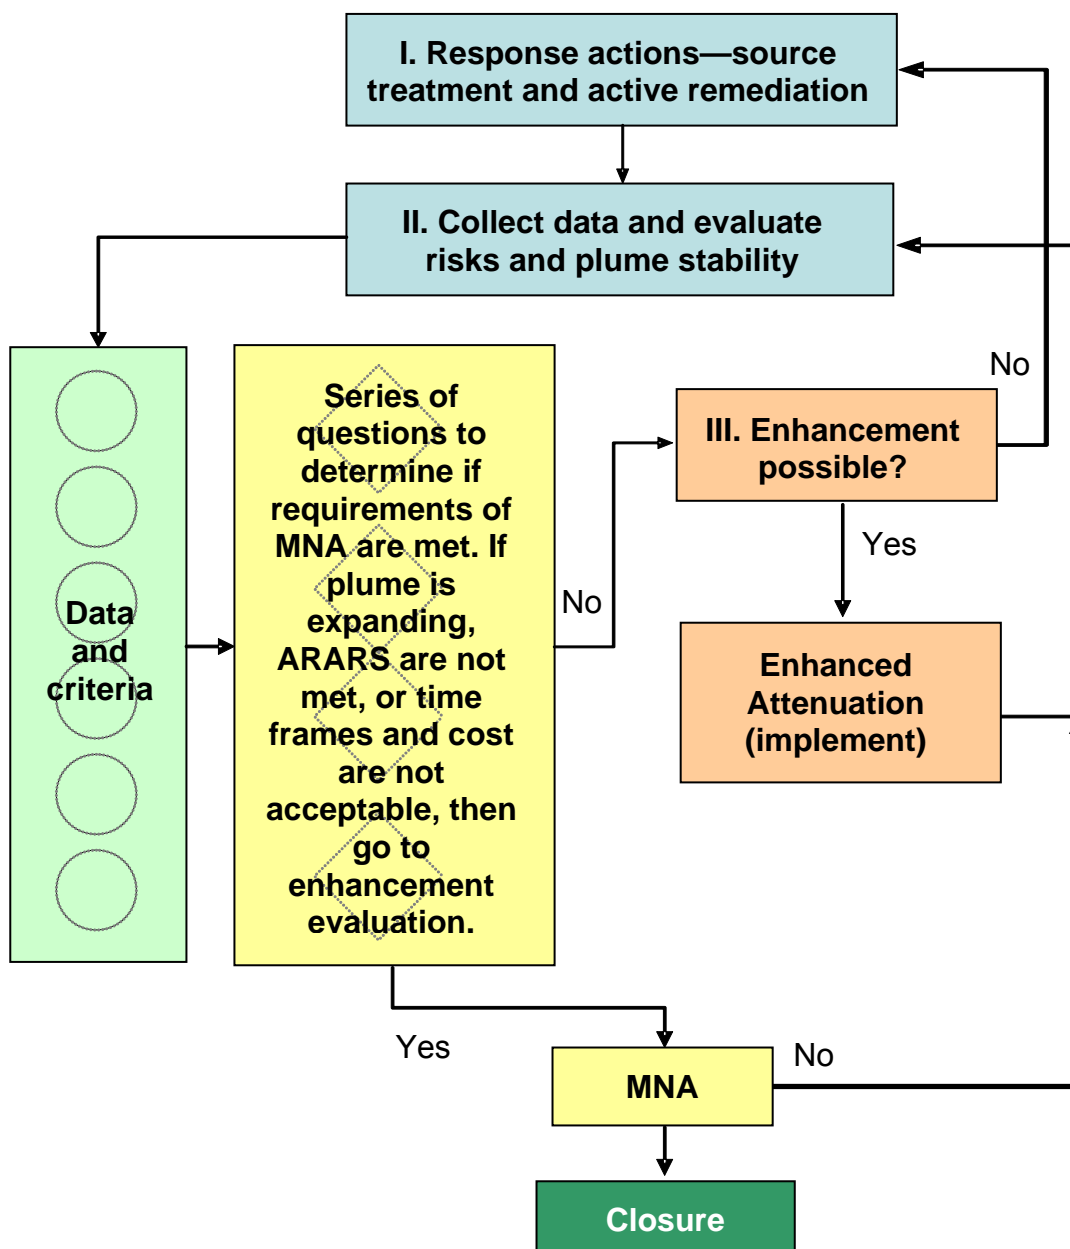 I. Response actions—source
treatment and active remediation
II. Collect data and evaluate
risks and plume stability
Data
and
criteria
Series of
questions to
determine if
requirements of
MNA are met. If
plume is
expanding,
ARARS are not
met, or time
frames and cost
are not
acceptable, then
go to
enhancement
evaluation.
No
III. Enhancement
possible?
No
Yes
Enhanced
Attenuation
(implement)
Yes
MNA
No
Closure